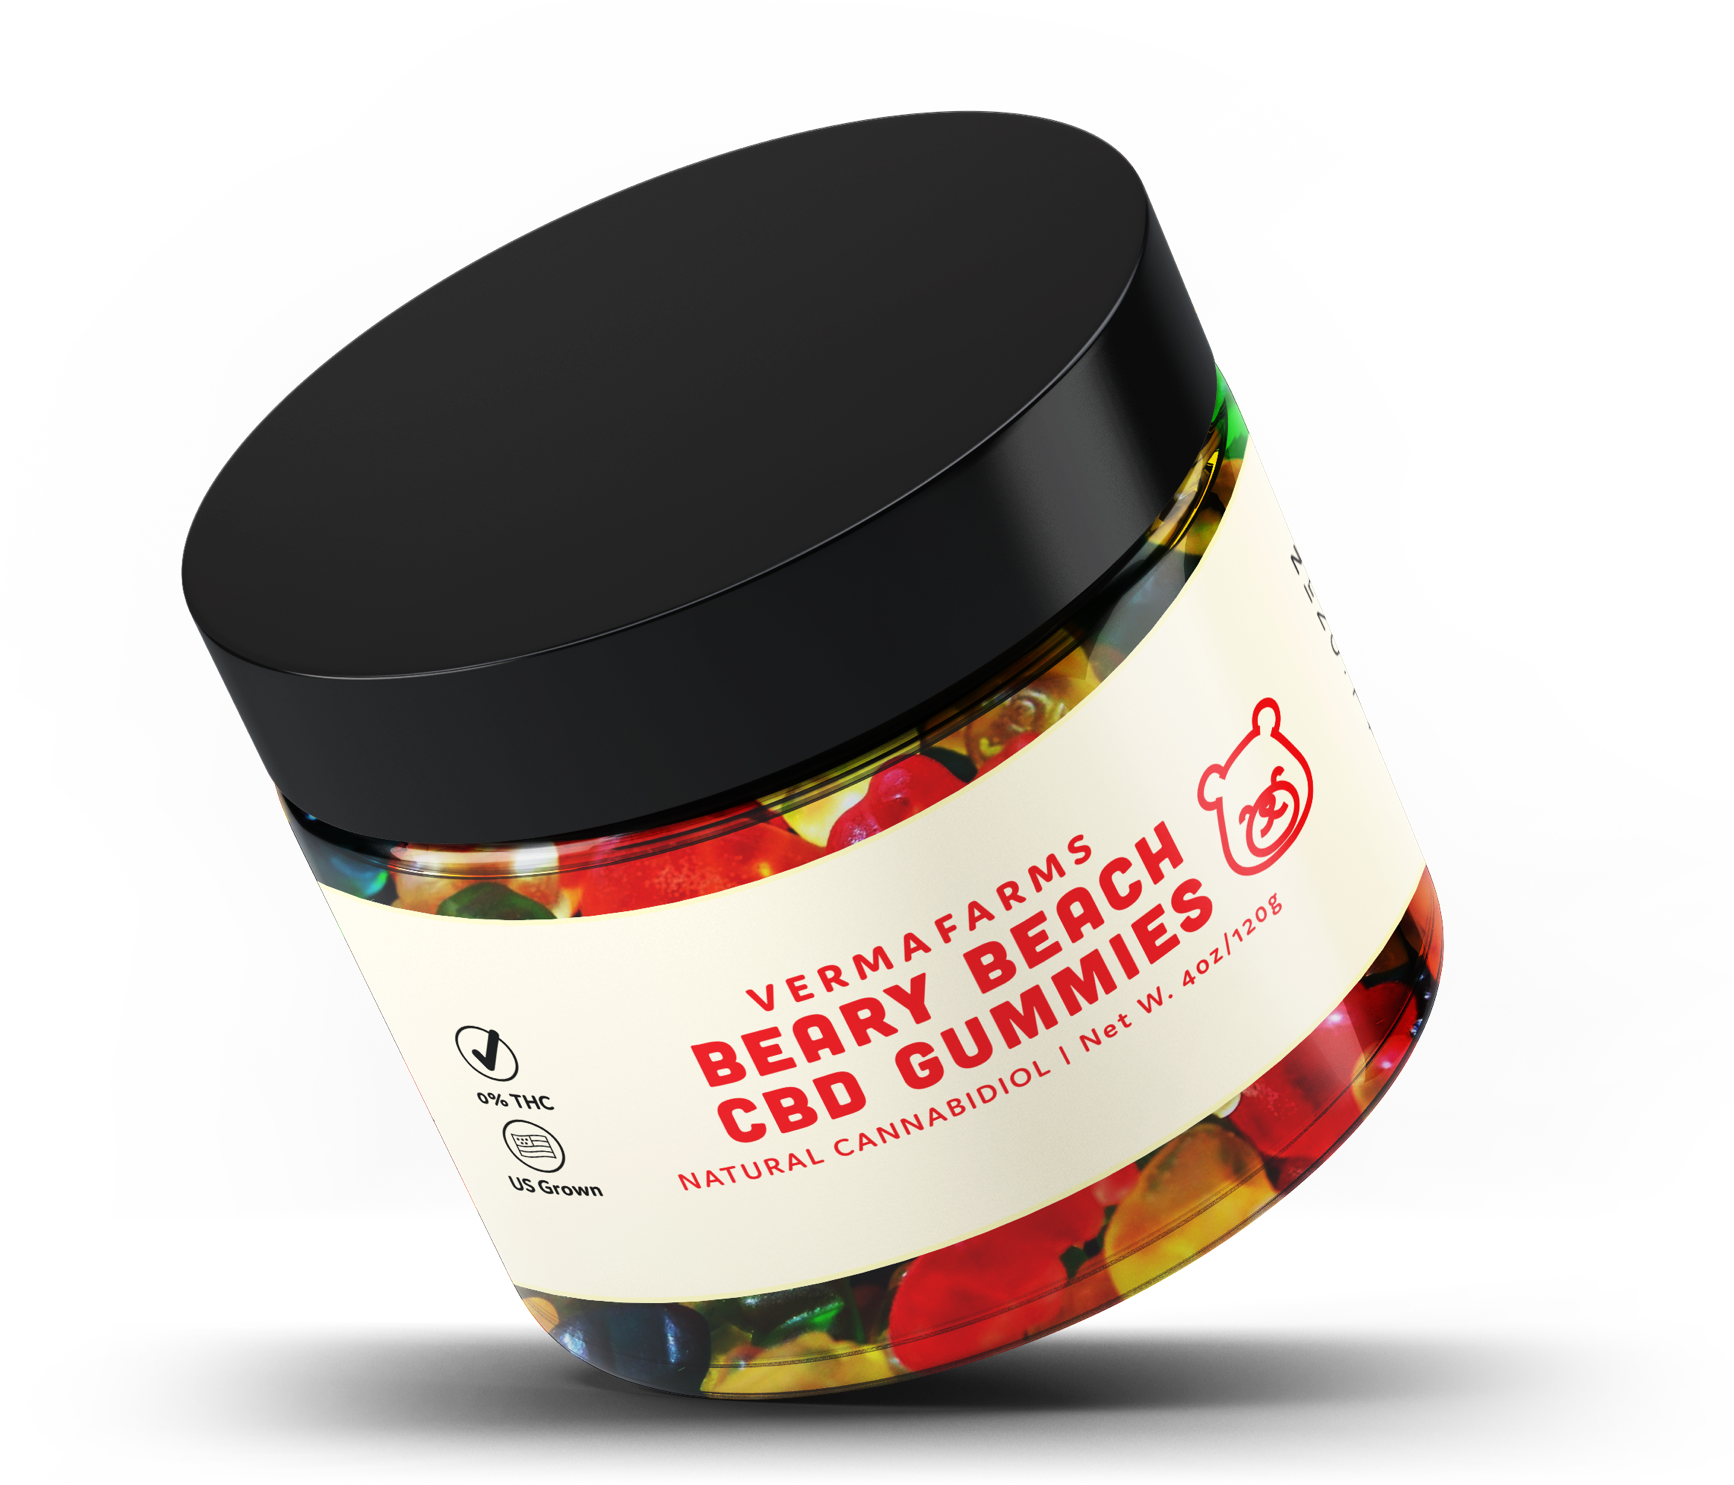 VERMAFARMS
BEARY BEACH
CBD GUMMIES
NATURAL CANNABIDIOL | Net W. 4oz/120g
0% THC
US Grown